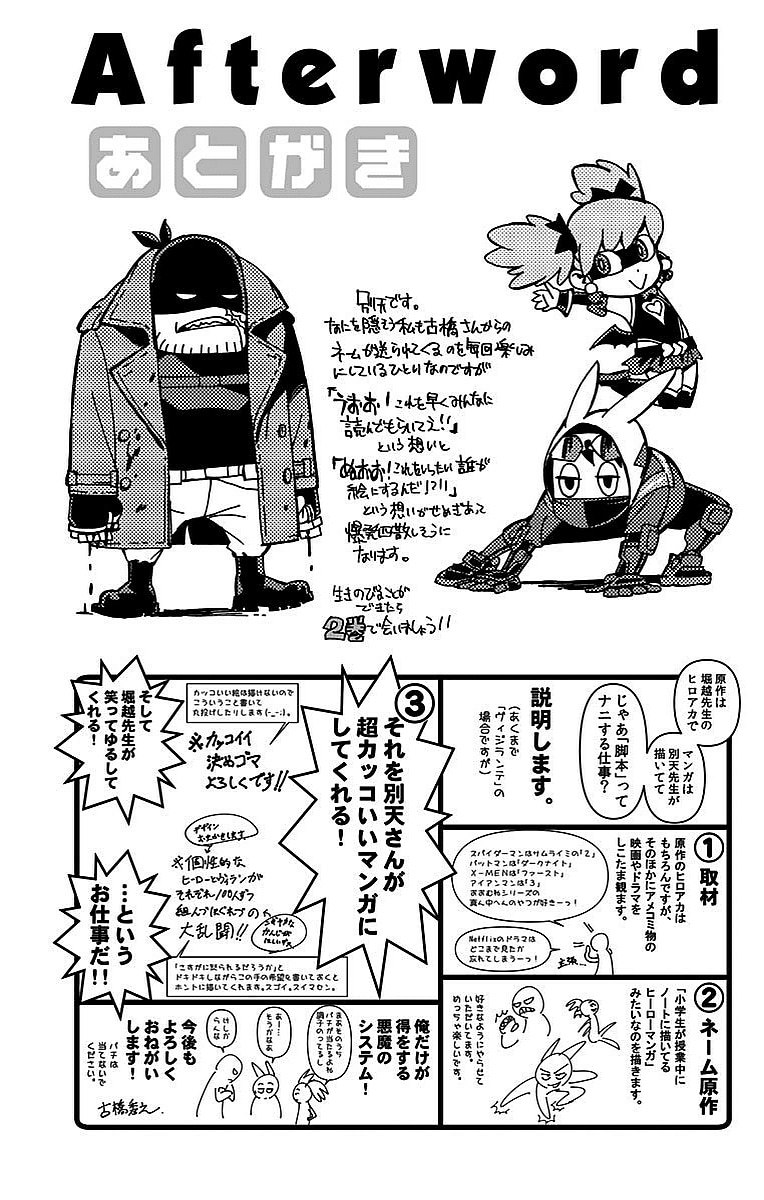 Afterword
あとがき
別天です。
なにを隠そう私も古橋さんからの
ネームが送られてくるのを毎回楽しみ
にしているひとりなのですが
「うおお!これを早くみんなに
読んでもらいてえ!!」
という想いと
「ぬおお!これをいったい誰が
絵にするんだ!?!」
という想いがせめぎあって
爆発四散しそうに
なります。
生きのびることが
できたら
2巻で会いましょう!!
原作は
堀越先生の
ヒロアカで
マンガは
別天先生が
描いてて
じゃあ「脚本」って
ナニする仕事?
説明します。
(あくまで
「ヴィジランテ」の
場合ですが)
①取材
原作のヒロアカは
もちろんですが、
そのほかにアメコミ物の
映画やドラマを
しこたま観ます。
スパイダーマンはサムライミの「2」
バットマンは「ダークナイト」
X-MENは「ファースト」
アイアンマンは「3」
おおむねシリーズの
真ん中へんのやつが好きーっ!
Netflixのドラマは
どこまで見たか
忘れてしまうーっ!
主張…
②ネーム原作
「小学生が授業中に
ノートに描いてる
ヒーローマンガ」
みたいなのを描きます。
好きなようにやらせて
いただいてます。
めっちゃ楽しいです。
③
それを別天さんが
超カッコいいマンガに
してくれる!
カッコいい絵は描けないので
こういうこと書いて
丸投げしたりします(-_-;)。
※カッコイイ
決めゴマ
よろしくです!!
デザイン
おまかせします
※個性的な
ヒーローとヴィランが
それぞれ100人ずつ
組んずほぐれつの
大乱闘!!
「さすがに怒られるだろうか」と
ドキドキしながらこの手の希望を書いておくと
ホントに描いてくれます。スゴイ。スイマセン。
そして
堀越先生が
笑ってゆるして
くれる!
…という
お仕事だ!!
俺だけが
得をする
悪魔の
システム!
まあそのうち
バチが当たるよね
調子のってるし
あー…
そうかなあ
けしか
らんな
今後も
よろしく
おねがい
します!
バチは
当てないで
ください。
古橋秀之